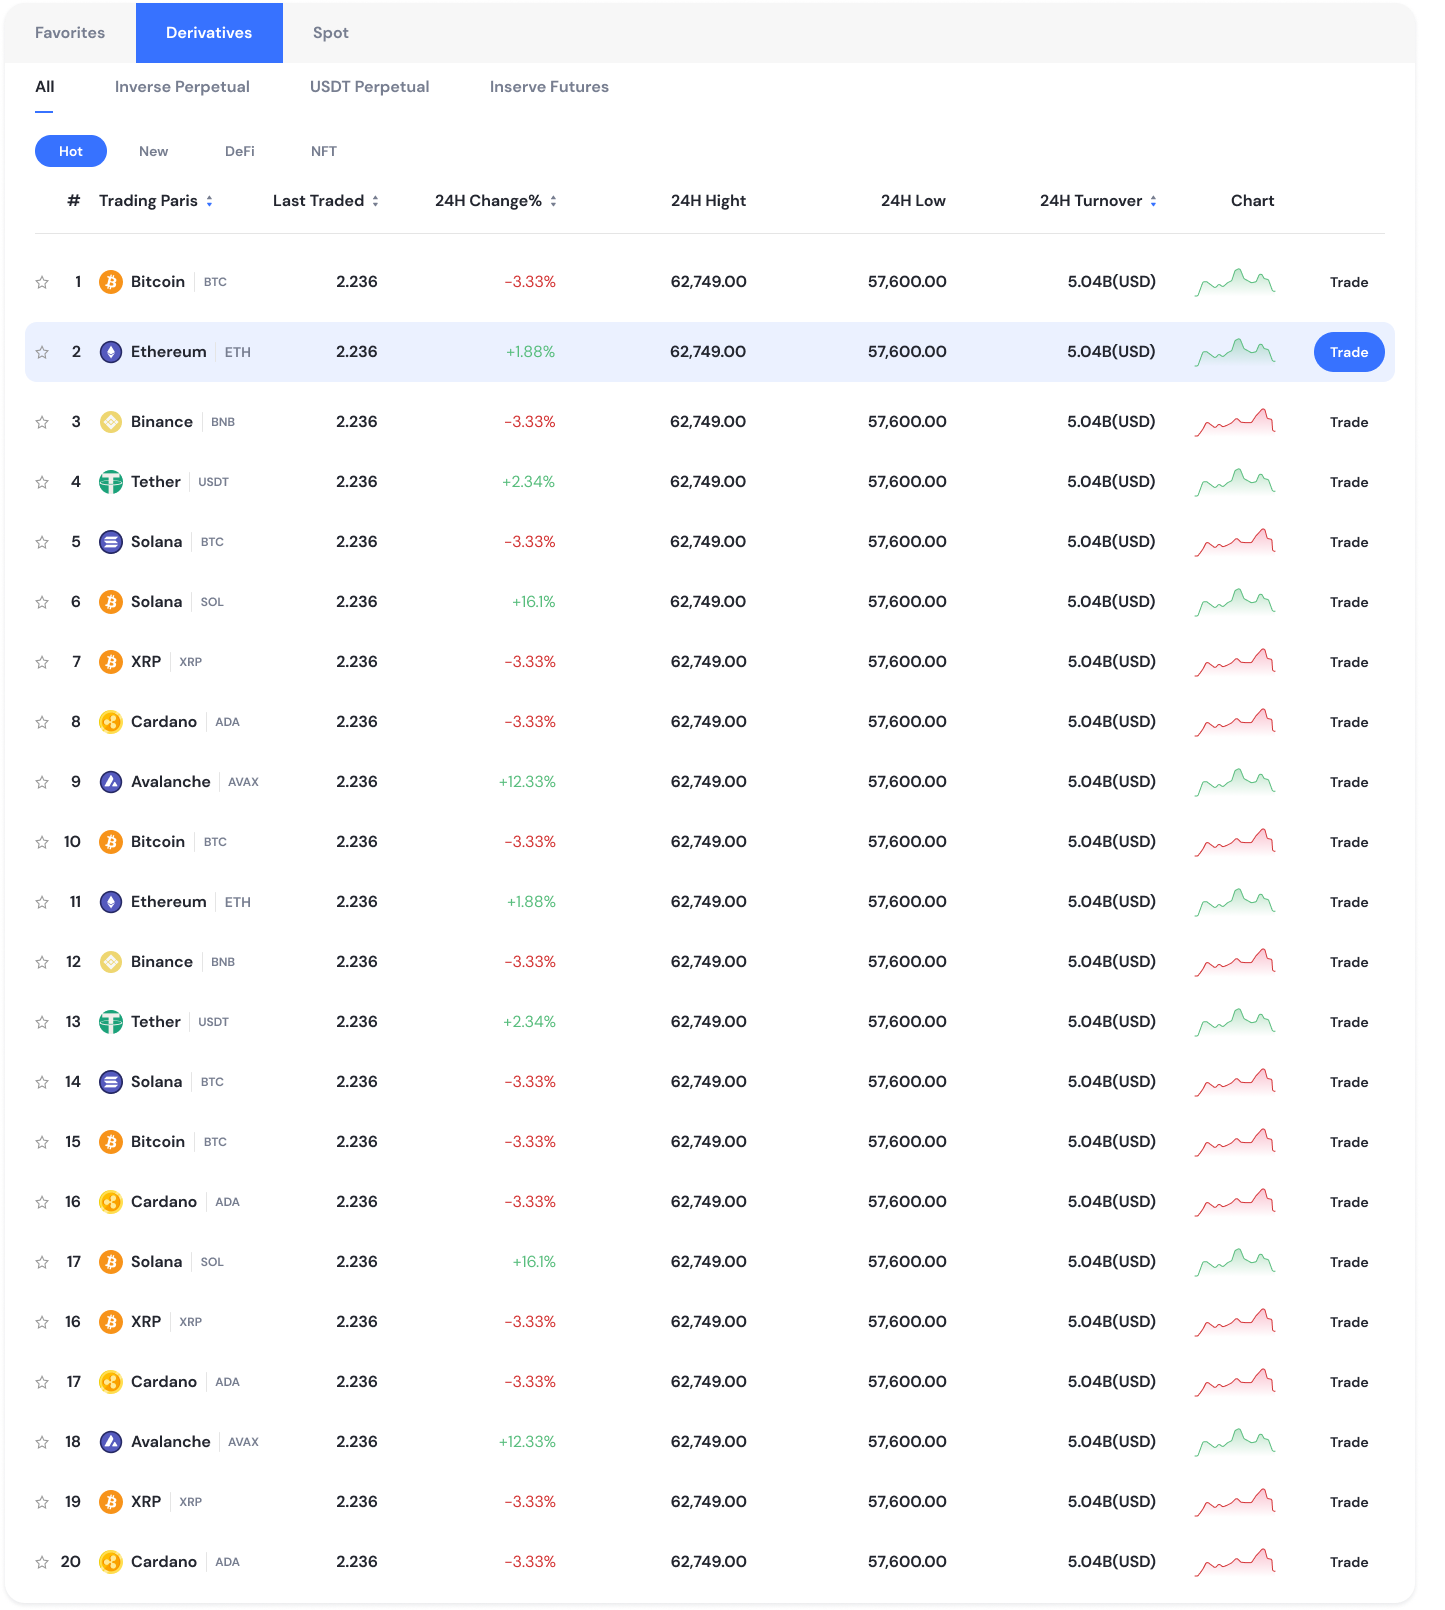 Favorites Derivatives Spot
All Inverse Perpetual USDT Perpetual Inserve Futures
Hot New DeFi NFT
# Trading Paris Last Traded 24H Change% 24H Hight 24H Low 24H Turnover Chart
1 Bitcoin BTC 2.236 -3.33% 62,749.00 57,600.00 5.04B(USD) Trade
2 Ethereum ETH 2.236 +1.88% 62,749.00 57,600.00 5.04B(USD) Trade
3 Binance BNB 2.236 -3.33% 62,749.00 57,600.00 5.04B(USD) Trade
4 Tether USDT 2.236 +2.34% 62,749.00 57,600.00 5.04B(USD) Trade
5 Solana BTC 2.236 -3.33% 62,749.00 57,600.00 5.04B(USD) Trade
6 Solana SOL 2.236 +16.1% 62,749.00 57,600.00 5.04B(USD) Trade
7 XRP XRP 2.236 -3.33% 62,749.00 57,600.00 5.04B(USD) Trade
8 Cardano ADA 2.236 -3.33% 62,749.00 57,600.00 5.04B(USD) Trade
9 Avalanche AVAX 2.236 +12.33% 62,749.00 57,600.00 5.04B(USD) Trade
10 Bitcoin BTC 2.236 -3.33% 62,749.00 57,600.00 5.04B(USD) Trade
11 Ethereum ETH 2.236 +1.88% 62,749.00 57,600.00 5.04B(USD) Trade
12 Binance BNB 2.236 -3.33% 62,749.00 57,600.00 5.04B(USD) Trade
13 Tether USDT 2.236 +2.34% 62,749.00 57,600.00 5.04B(USD) Trade
14 Solana BTC 2.236 -3.33% 62,749.00 57,600.00 5.04B(USD) Trade
15 Bitcoin BTC 2.236 -3.33% 62,749.00 57,600.00 5.04B(USD) Trade
16 Cardano ADA 2.236 -3.33% 62,749.00 57,600.00 5.04B(USD) Trade
17 Solana SOL 2.236 +16.1% 62,749.00 57,600.00 5.04B(USD) Trade
16 XRP XRP 2.236 -3.33% 62,749.00 57,600.00 5.04B(USD) Trade
17 Cardano ADA 2.236 -3.33% 62,749.00 57,600.00 5.04B(USD) Trade
18 Avalanche AVAX 2.236 +12.33% 62,749.00 57,600.00 5.04B(USD) Trade
19 XRP XRP 2.236 -3.33% 62,749.00 57,600.00 5.04B(USD) Trade
20 Cardano ADA 2.236 -3.33% 62,749.00 57,600.00 5.04B(USD) Trade